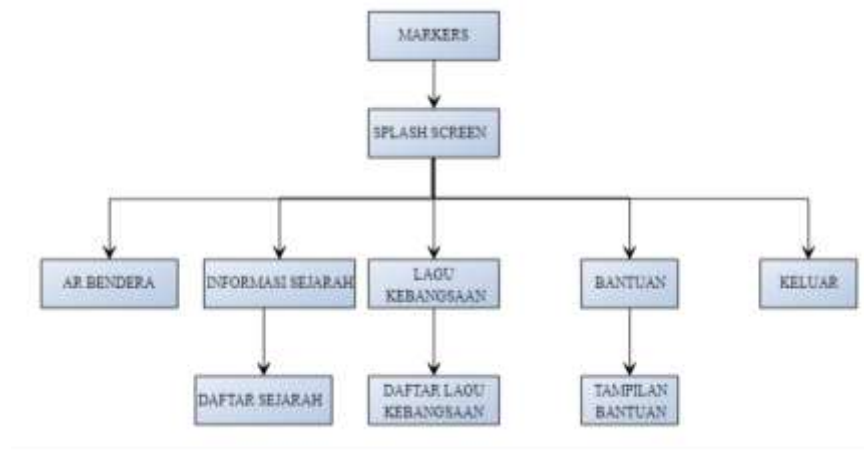 MARKERS
SPLASH SCREEN
AR BENDERA
INFORMASI SEJARAH
LAGU
KEBANGSAAN
BANTUAN
KELUAR
DAFTAR SEJARAH
DAFTAR LAGU
KEBANGSAAN
TAMPILAN
BANTUAN